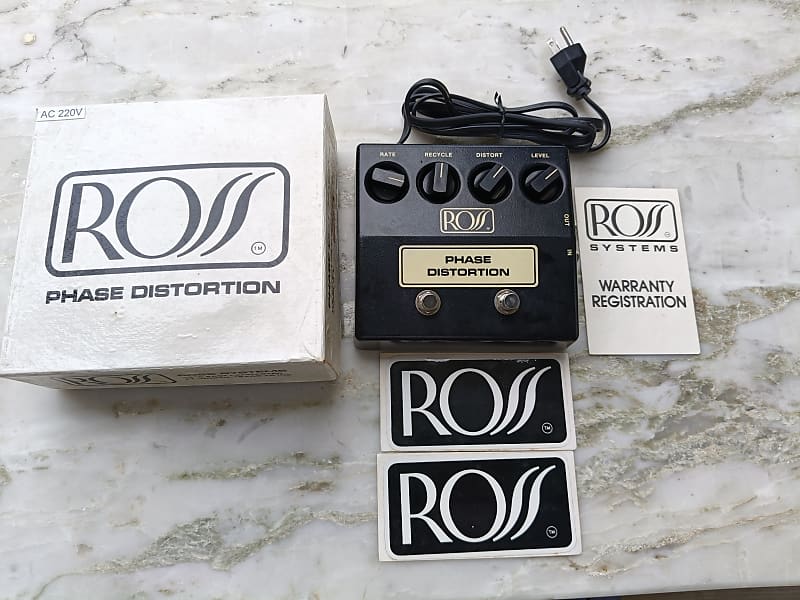 AC 220V
ROSS
TM
PHASE DISTORTION
ROSS
RATE RECYCLE DISTORT LEVEL
ROSS
OUT
IN
PHASE
DISTORTION
ROSS
SYSTEMS
WARRANTY
REGISTRATION
ROSS
TM
ROSS
TM